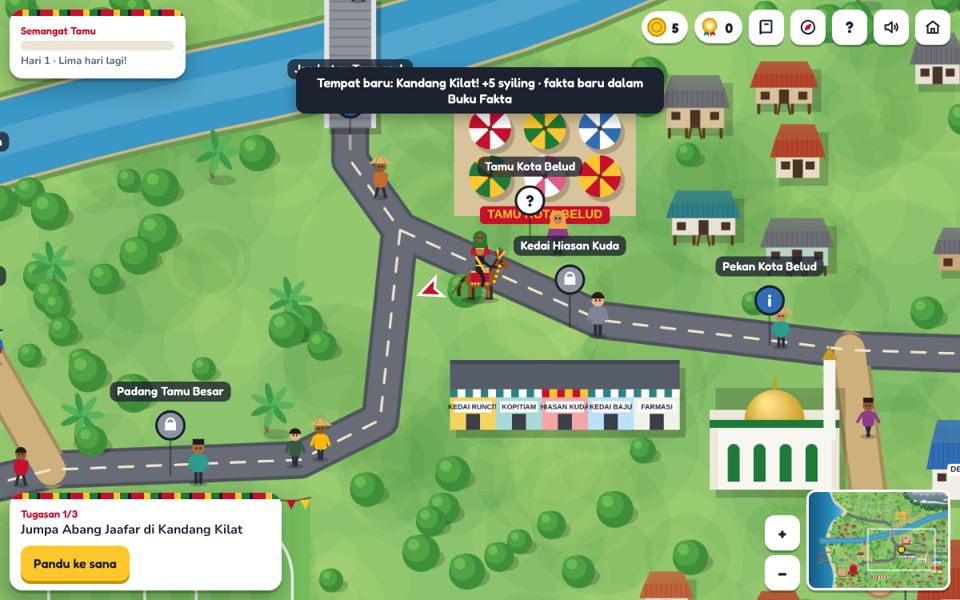 Semangat Tamu
Hari 1 · Lima hari lagi!
5
0
?
Tempat baru: Kandang Kilat! +5 syiling · fakta baru dalam
Buku Fakta
Tamu Kota Belud
?
TAMU KOTA BELUD
Kedai Hiasan Kuda
Pekan Kota Belud
i
Padang Tamu Besar
KEDAI RUNCIT
KOPITIAM
HIASAN KUDA
KEDAI BAJU
FARMASI
Tugasan 1/3
Jumpa Abang Jaafar di Kandang Kilat
Pandu ke sana
+
−